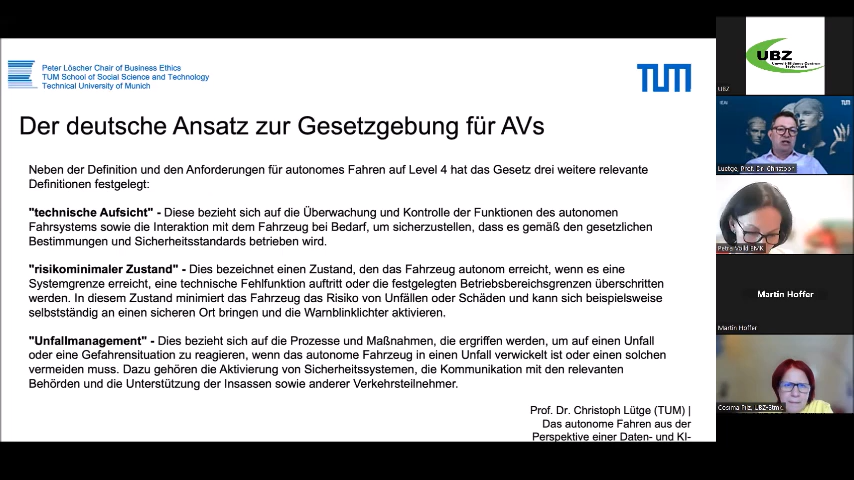 Peter Löscher Chair of Business Ethics
TUM School of Social Science and Technology
Technical University of Munich
TUM
Der deutsche Ansatz zur Gesetzgebung für AVs
Neben der Definition und den Anforderungen für autonomes Fahren auf Level 4 hat das Gesetz drei weitere relevante
Definitionen festgelegt:
"technische Aufsicht" - Diese bezieht sich auf die Überwachung und Kontrolle der Funktionen des autonomen
Fahrsystems sowie die Interaktion mit dem Fahrzeug bei Bedarf, um sicherzustellen, dass es gemäß den gesetzlichen
Bestimmungen und Sicherheitsstandards betrieben wird.
"risikominimaler Zustand" - Dies bezeichnet einen Zustand, den das Fahrzeug autonom erreicht, wenn es eine
Systemgrenze erreicht, eine technische Fehlfunktion auftritt oder die festgelegten Betriebsbereichsgrenzen überschritten
werden. In diesem Zustand minimiert das Fahrzeug das Risiko von Unfällen oder Schäden und kann sich beispielsweise
selbstständig an einen sicheren Ort bringen und die Warnblinklichter aktivieren.
"Unfallmanagement" - Dies bezieht sich auf die Prozesse und Maßnahmen, die ergriffen werden, um auf einen Unfall
oder eine Gefahrensituation zu reagieren, wenn das autonome Fahrzeug in einen Unfall verwickelt ist oder einen solchen
vermeiden muss. Dazu gehören die Aktivierung von Sicherheitssystemen, die Kommunikation mit den relevanten
Behörden und die Unterstützung der Insassen sowie anderer Verkehrsteilnehmer.
Prof. Dr. Christoph Lütge (TUM) |
Das autonome Fahren aus der
Perspektive einer Daten- und KI-
UBZ
UBZ
TUM
Luetge, Prof. Dr. Christoph
Martin Hoffer
Martin Hoffer
Cosima Pilz, UBZ-Stmk